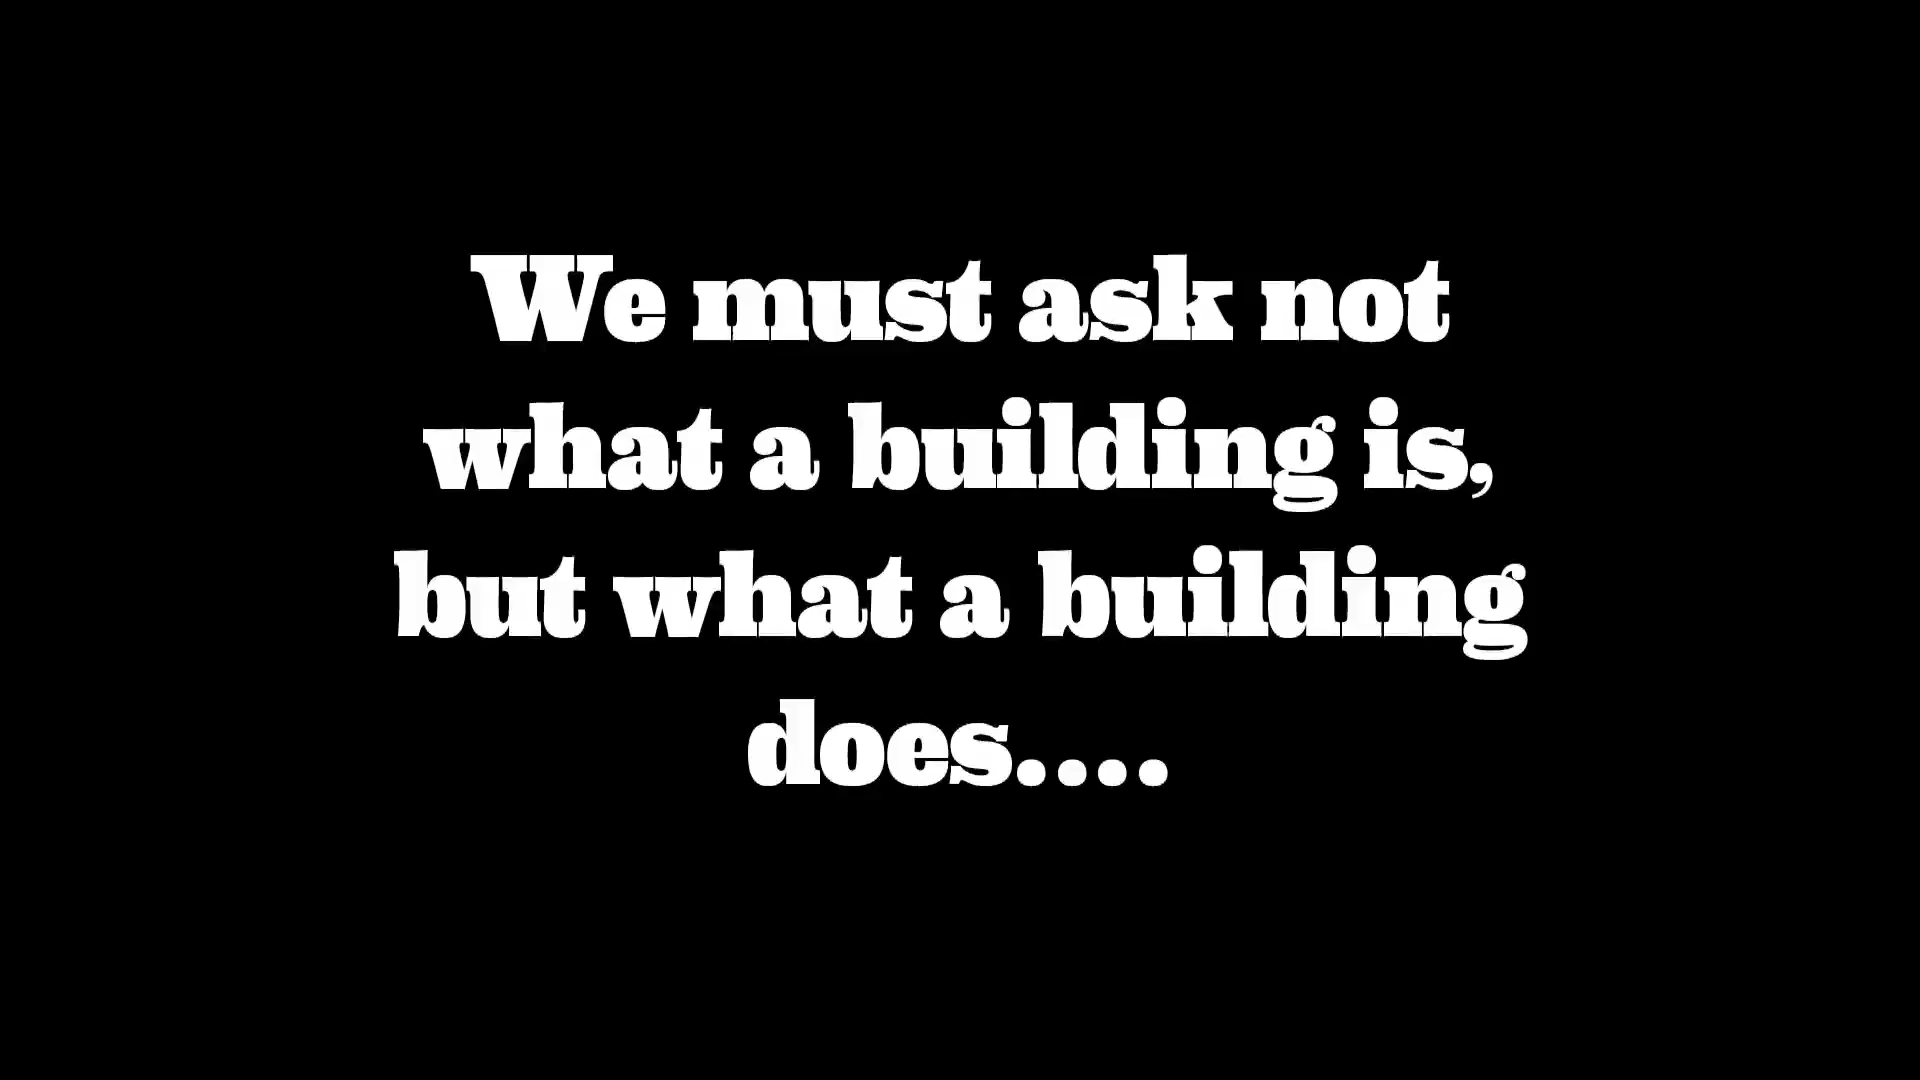 We must ask not
what a building is,
but what a building
does....